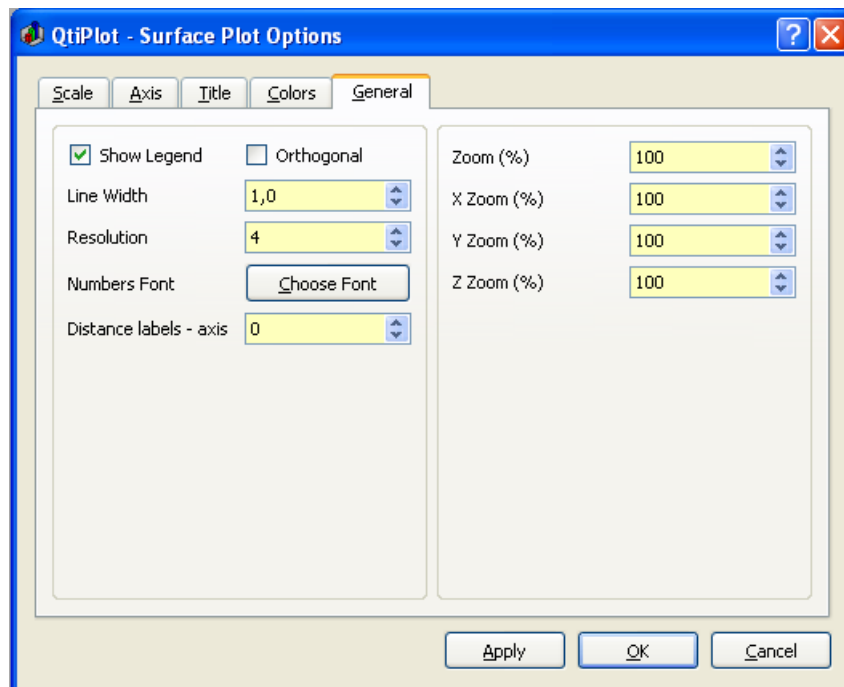 QtiPlot - Surface Plot Options
?
Scale Axis Title Colors General
Show Legend Orthogonal
Line Width 1,0
Resolution 4
Numbers Font Choose Font
Distance labels - axis 0
Zoom (%) 100
X Zoom (%) 100
Y Zoom (%) 100
Z Zoom (%) 100
Apply OK Cancel